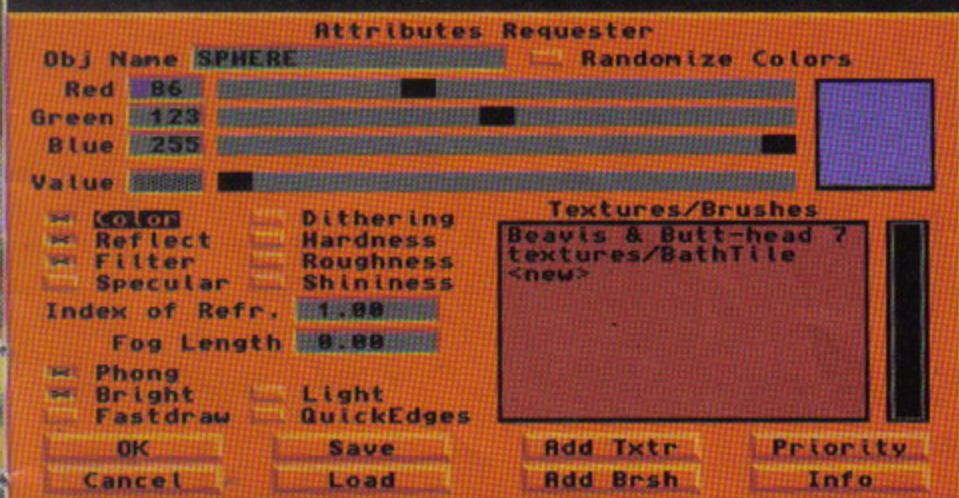 Attributes Requester
Obj Name SPHERE Randomize Colors
Red 86
Green 123
Blue 255
Value
Color Dithering
Reflect Hardness
Filter Roughness
Specular Shininess
Index of Refr. 1.00
Fog Length 0.00
Phong
Bright Light
Fastdraw QuickEdges
Textures/Brushes
Beavis & Butt-head 7
textures/BathTile
<new>
OK Save Add Txtr Priority
Cancel Load Add Brsh Info